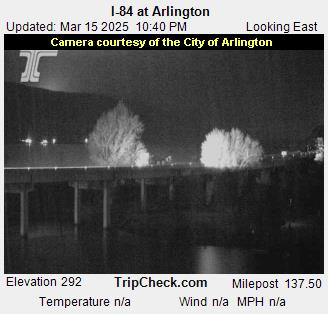 I-84 at Arlington
Updated: Mar 15 2025 10:40 PM Looking East
Camera courtesy of the City of Arlington
Elevation 292 TripCheck.com Milepost 137.50
Temperature n/a Wind n/a MPH n/a